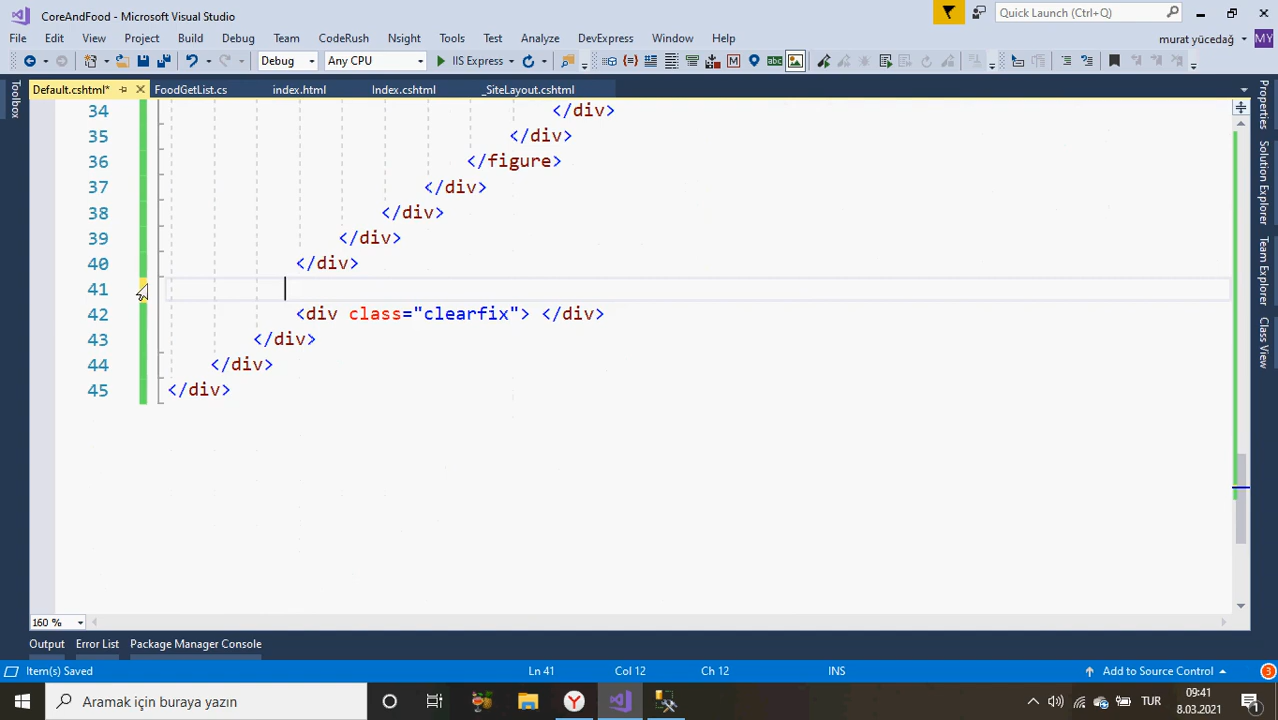 CoreAndFood - Microsoft Visual Studio
Quick Launch (Ctrl+Q)
File Edit View Project Build Debug Team CodeRush Nsight Tools Test Analyze DevExpress Window Help
murat yücedağ MY
Debug Any CPU IIS Express
Default.cshtml* FoodGetList.cs index.html Index.cshtml _SiteLayout.cshtml
Toolbox
Properties
Solution Explorer
Team Explorer
Class View
34 </div>
35 </div>
36 </figure>
37 </div>
38 </div>
39 </div>
40 </div>
41
42 <div class="clearfix"> </div>
43 </div>
44 </div>
45 </div>
160 %
Output Error List Package Manager Console
Item(s) Saved Ln 41 Col 12 Ch 12 INS Add to Source Control 3
Aramak için buraya yazın
TUR
09:41
8.03.2021
1